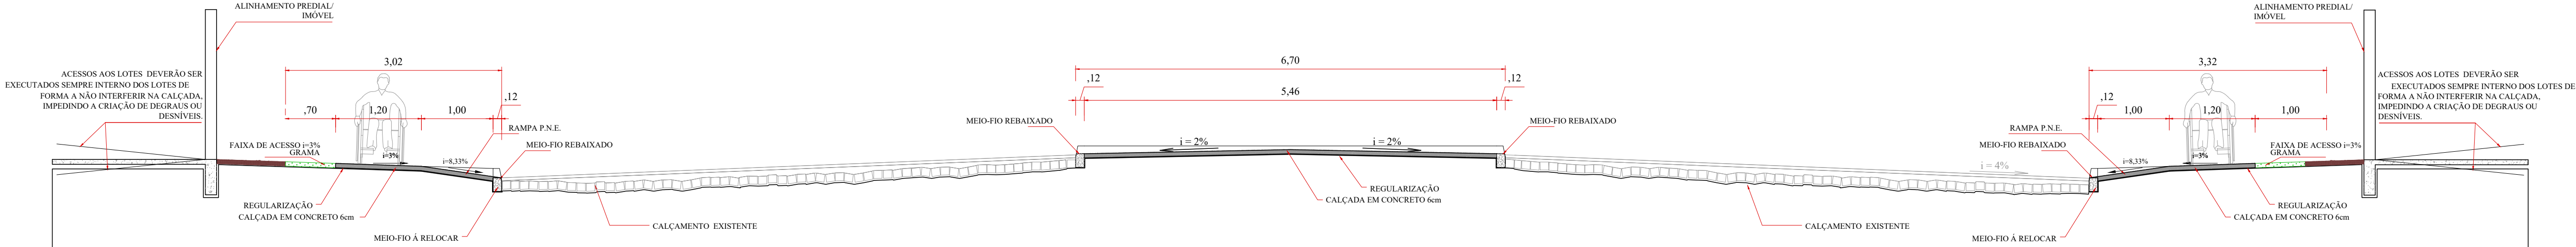 ALINHAMENTO PREDIAL/
IMÓVEL
ACESSOS AOS LOTES DEVERÃO SER
EXECUTADOS SEMPRE INTERNO DOS LOTES DE
FORMA A NÃO INTERFERIR NA CALÇADA,
IMPEDINDO A CRIAÇÃO DE DEGRAUS OU
DESNÍVEIS.
3,02
,70
1,20
1,00
,12
RAMPA P.N.E.
MEIO-FIO REBAIXADO
FAIXA DE ACESSO i=3%
GRAMA
i=3%
i=8,33%
REGULARIZAÇÃO
CALÇADA EM CONCRETO 6cm
MEIO-FIO Á RELOCAR
CALÇAMENTO EXISTENTE
6,70
,12
5,46
,12
MEIO-FIO REBAIXADO
MEIO-FIO REBAIXADO
i = 2%
i = 2%
REGULARIZAÇÃO
CALÇADA EM CONCRETO 6cm
CALÇAMENTO EXISTENTE
i = 4%
ALINHAMENTO PREDIAL/
IMÓVEL
3,32
,12
1,00
1,20
1,00
RAMPA P.N.E.
MEIO-FIO REBAIXADO
i=8,33%
i=3%
FAIXA DE ACESSO i=3%
GRAMA
REGULARIZAÇÃO
CALÇADA EM CONCRETO 6cm
MEIO-FIO Á RELOCAR
ACESSOS AOS LOTES DEVERÃO SER
EXECUTADOS SEMPRE INTERNO DOS LOTES DE
FORMA A NÃO INTERFERIR NA CALÇADA,
IMPEDINDO A CRIAÇÃO DE DEGRAUS OU
DESNÍVEIS.